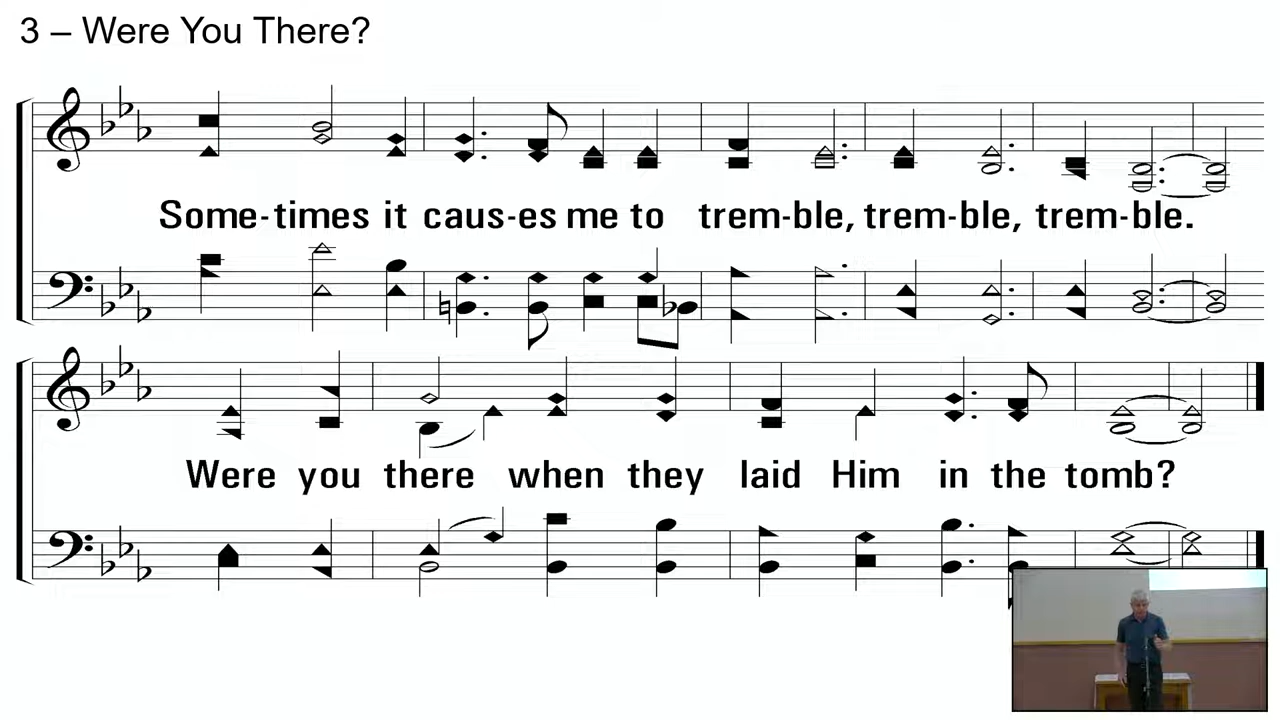 3 – Were You There?
Some-times it caus-es me to trem-ble, trem-ble, trem-ble.
Were you there when they laid Him in the tomb?